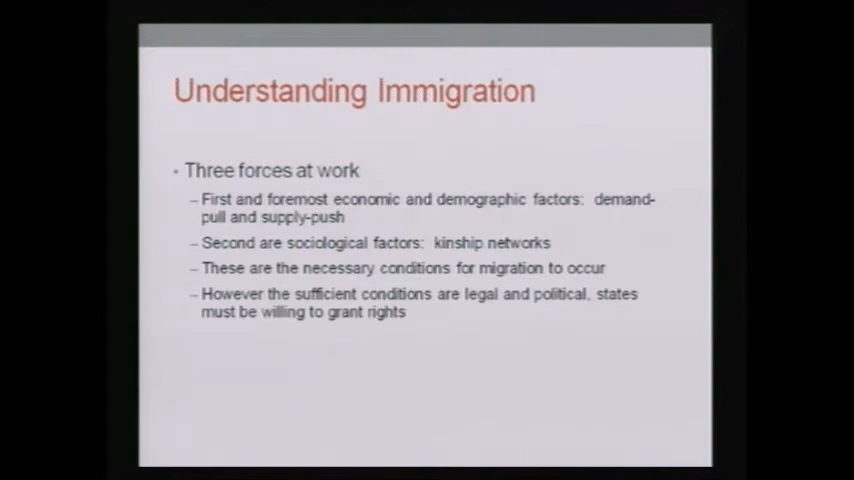 Understanding Immigration
• Three forces at work
– First and foremost economic and demographic factors: demand-
pull and supply-push
– Second are sociological factors: kinship networks
– These are the necessary conditions for migration to occur
– However the sufficient conditions are legal and political, states
must be willing to grant rights